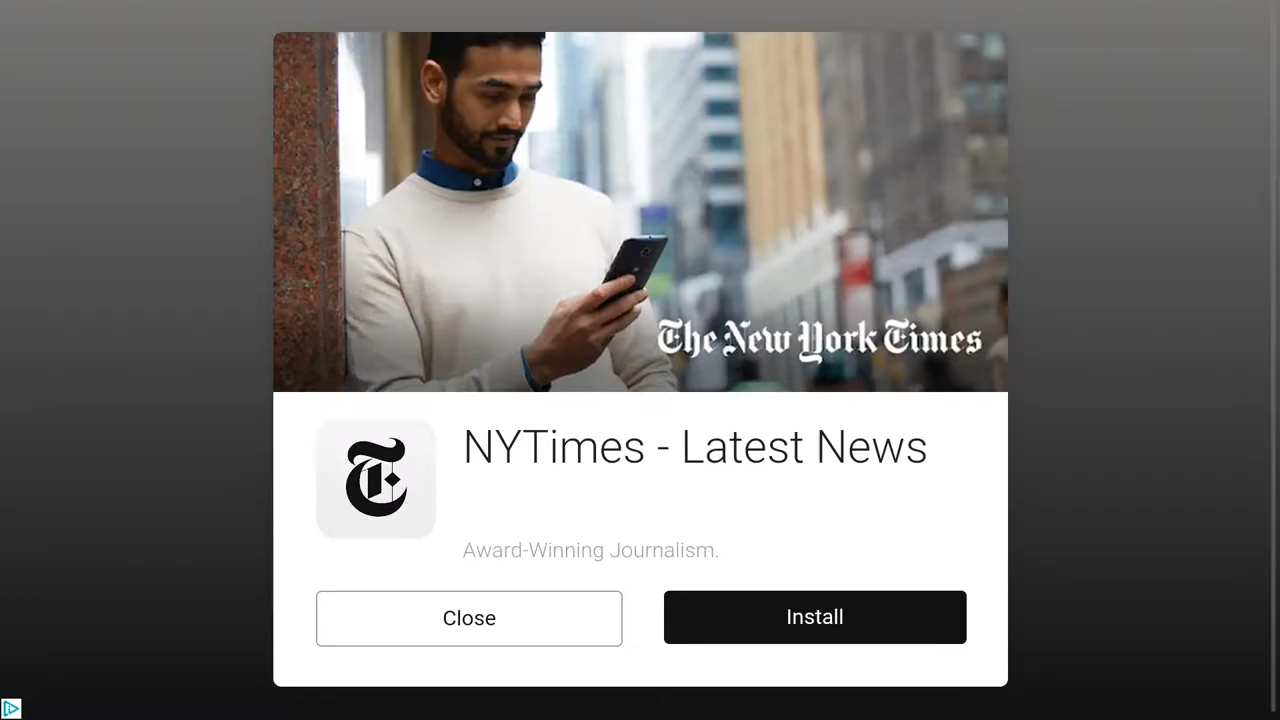 The New York Times
NYTimes - Latest News
Award-Winning Journalism.
Close
Install